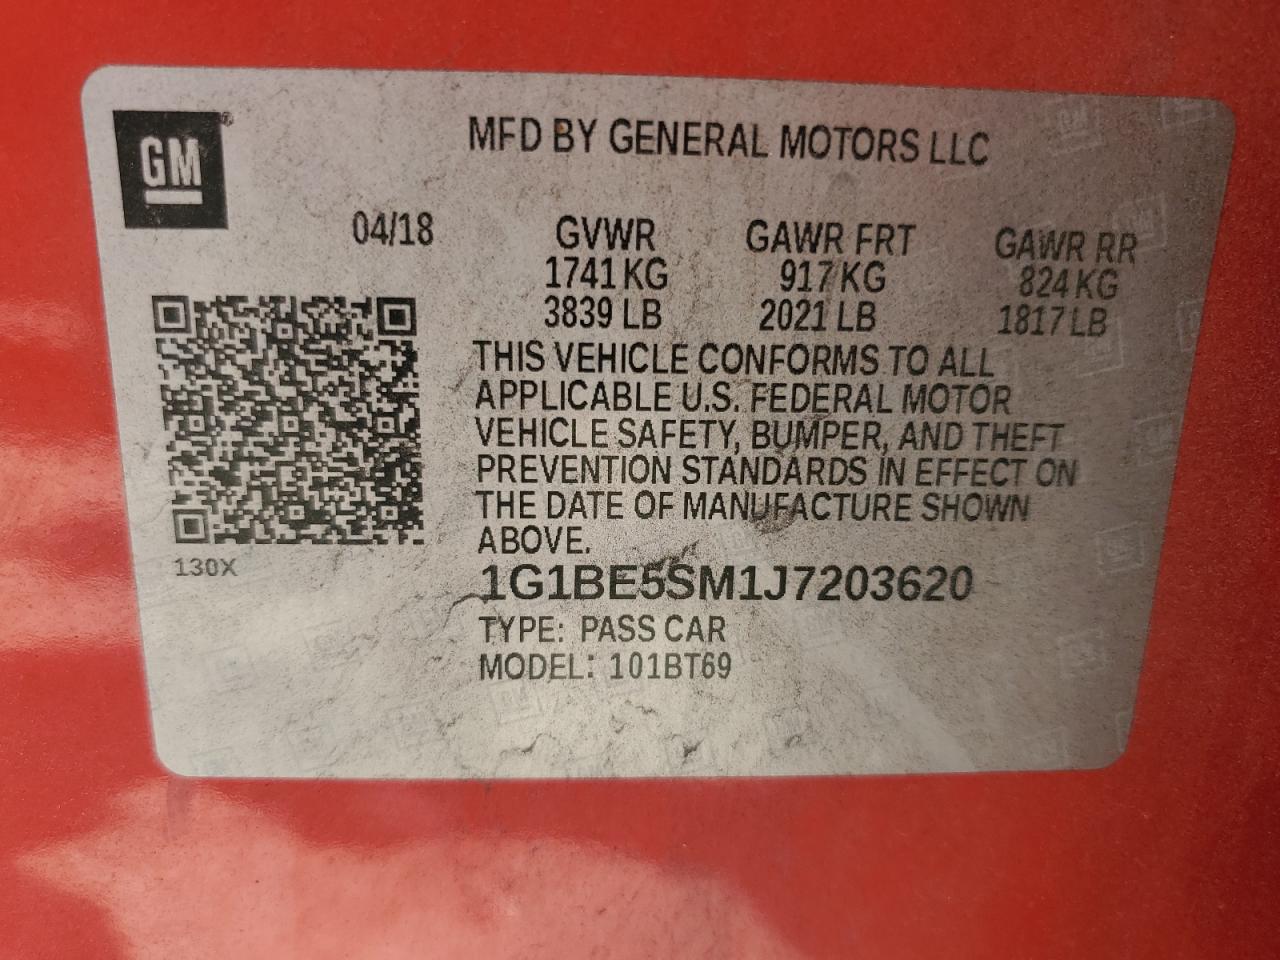 GM®
MFD BY GENERAL MOTORS LLC
04/18
GVWR GAWR FRT GAWR RR
1741 KG 917 KG 824 KG
3839 LB 2021 LB 1817 LB
THIS VEHICLE CONFORMS TO ALL
APPLICABLE U.S. FEDERAL MOTOR
VEHICLE SAFETY, BUMPER, AND THEFT
PREVENTION STANDARDS IN EFFECT ON
THE DATE OF MANUFACTURE SHOWN
ABOVE.
130X
1G1BE5SM1J7203620
TYPE: PASS CAR
MODEL: 101BT69